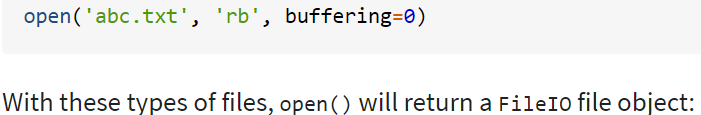 open('abc.txt', 'rb', buffering=0)
With these types of files, open() will return a FileIO file object: